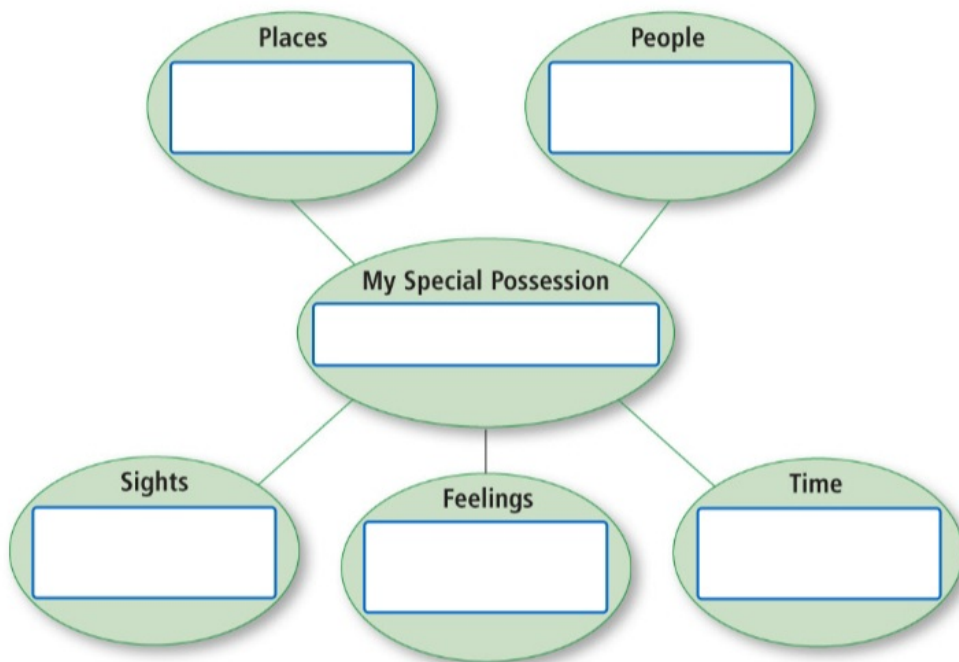 Places
People
My Special Possession
Sights
Feelings
Time